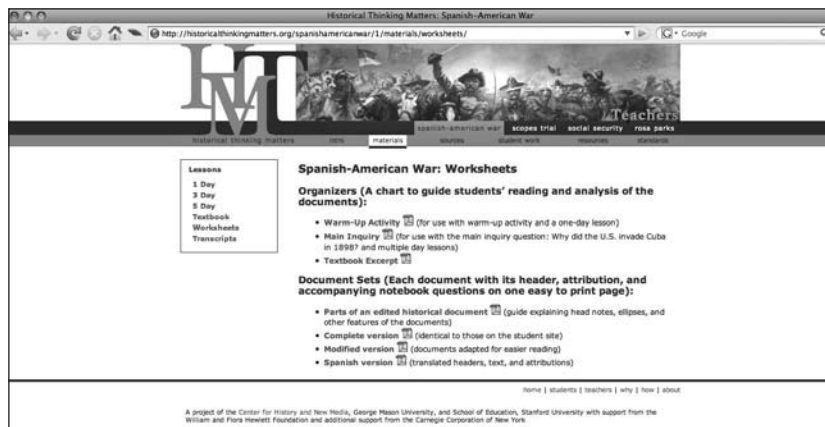 Historical Thinking Matters: Spanish-American War
http://historicalthinkingmatters.org/spanishamericanwar/1/materials/worksheets/
Google
HTM
Teachers
spanish-american war scopes trial social security rosa parks
historical thinking matters intro materials sources student work resources standards
Lessons
1 Day
3 Day
5 Day
Textbook
Worksheets
Transcripts
Spanish-American War: Worksheets
Organizers (A chart to guide students' reading and analysis of the
documents):
• Warm-Up Activity (for use with warm-up activity and a one-day lesson)
• Main Inquiry (for use with the main inquiry question: Why did the U.S. invade Cuba
in 1898? and multiple day lessons)
• Textbook Excerpt
Document Sets (Each document with its header, attribution, and
accompanying notebook questions on one easy to print page):
• Parts of an edited historical document (guide explaining head notes, ellipses, and
other features of the documents)
• Complete version (identical to those on the student site)
• Modified version (documents adapted for easier reading)
• Spanish version (translated headers, text, and attributions)
home | students | teachers | why | how | about
A project of the Center for History and New Media, George Mason University, and School of Education, Stanford University with support from the
William and Flora Hewlett Foundation and additional support from the Carnegie Corporation of New York